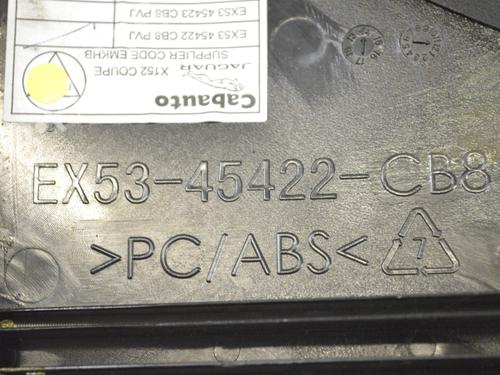 Cabauto
JAGUAR
SUPPLIER CODE EMKHB
X152 COUPE
EX53 45422 CB8 PVJ
EX53 45423 CB8 PVJ
EX53-45422-CB8
>PC/ABS<
7